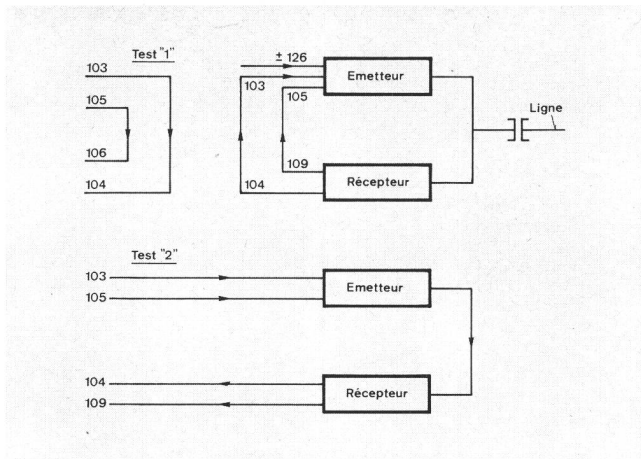 Test "1"
103
105
106
104
± 126
103
105
109
104
Emetteur
Récepteur
Ligne
Test "2"
103
105
104
109
Emetteur
Récepteur